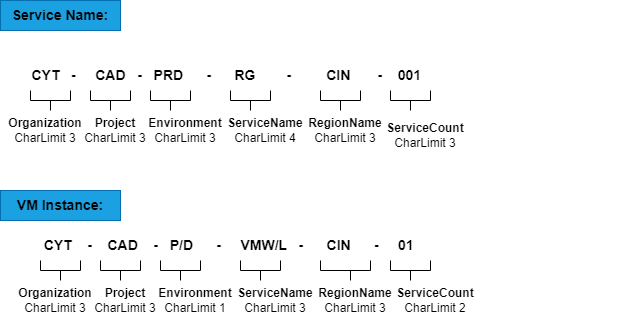 Service Name:
CYT - CAD - PRD - RG - CIN - 001
Organization Project Environment ServiceName RegionName ServiceCount
CharLimit 3 CharLimit 3 CharLimit 3 CharLimit 4 CharLimit 3 CharLimit 3
VM Instance:
CYT - CAD - P/D - VMW/L - CIN - 01
Organization Project Environment ServiceName RegionName ServiceCount
CharLimit 3 CharLimit 3 CharLimit 1 CharLimit 3 CharLimit 3 CharLimit 2